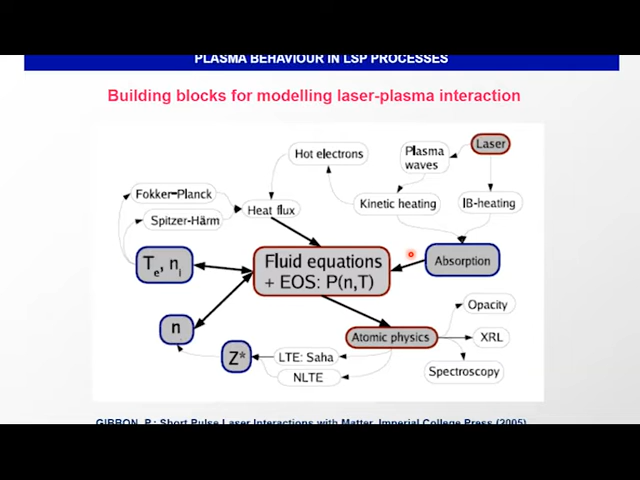 PLASMA BEHAVIOUR IN LSP PROCESSES
Building blocks for modelling laser-plasma interaction
Laser
Hot electrons
Plasma
waves
Fokker-Planck
Heat flux
Kinetic heating
IB-heating
Spitzer-Härm
Te, ni
Fluid equations
+ EOS: P(n,T)
Absorption
Opacity
n
Atomic physics
XRL
Z*
LTE: Saha
NLTE
Spectroscopy
GIBBON, P.: Short Pulse Laser Interactions with Matter, Imperial College Press (2005)